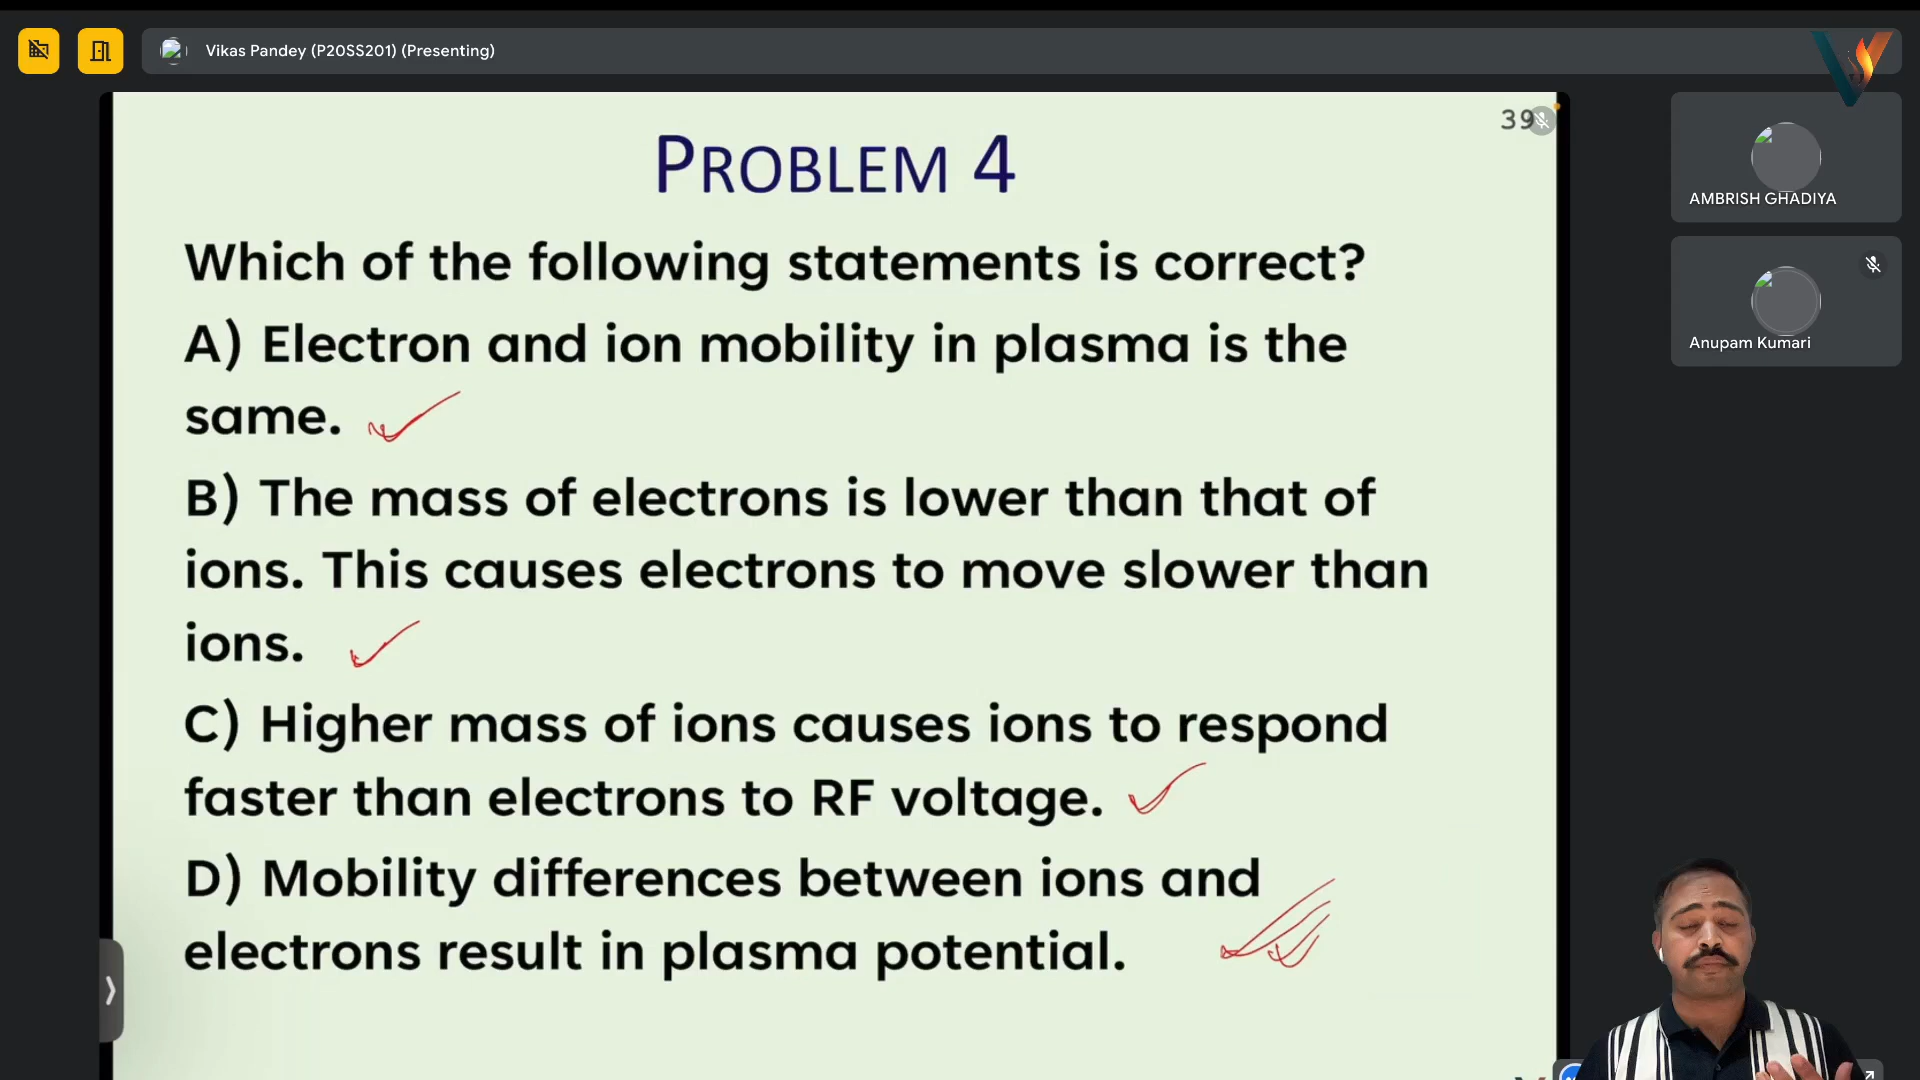 Vikas Pandey (P20SS201) (Presenting)
39
PROBLEM 4
Which of the following statements is correct?
A) Electron and ion mobility in plasma is the
same.
B) The mass of electrons is lower than that of
ions. This causes electrons to move slower than
ions.
C) Higher mass of ions causes ions to respond
faster than electrons to RF voltage.
D) Mobility differences between ions and
electrons result in plasma potential.
AMBRISH GHADIYA
Anupam Kumari